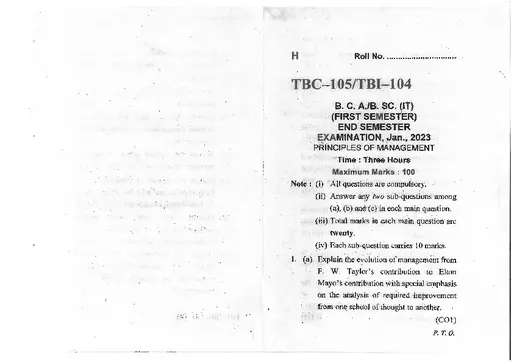 H Roll No. ..............................
TBC–105/TBI–104
B. C. A./B. SC. (IT)
(FIRST SEMESTER)
END SEMESTER
EXAMINATION, Jan., 2023
PRINCIPLES OF MANAGEMENT
Time : Three Hours
Maximum Marks : 100
Note : (i) All questions are compulsory.
(ii) Answer any two sub-questions among
(a), (b) and (c) in each main question.
(iii) Total marks in each main question are
twenty.
(iv) Each sub-question carries 10 marks.
1. (a) Explain the evolution of management from
F. W. Taylor's contribution to Elton
Mayo's contribution with special emphasis
on the analysis of required improvement
from one school of thought to another.
(CO1)
P. T. O.